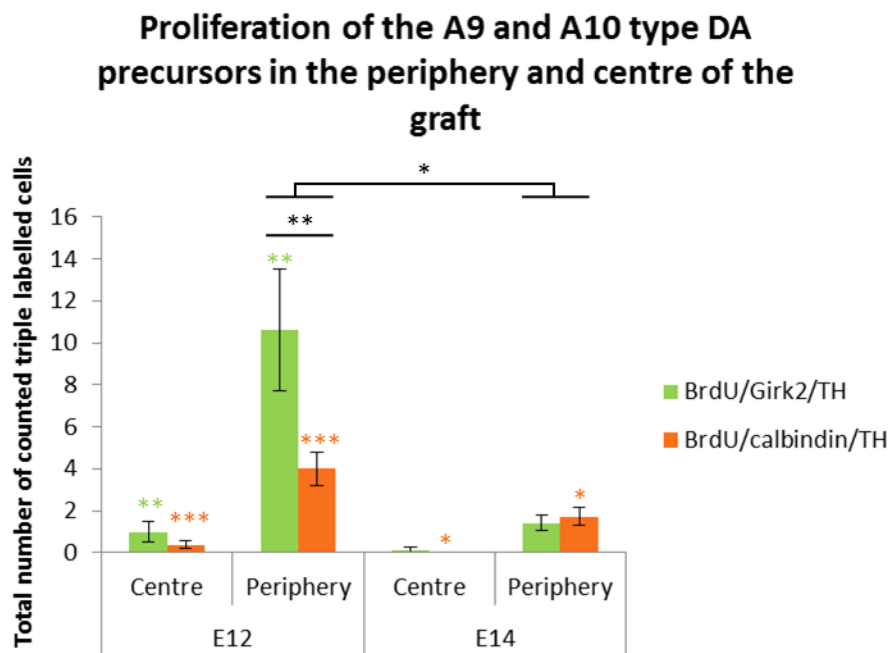 Proliferation of the A9 and A10 type DA
precursors in the periphery and centre of the
graft
Total number of counted triple labelled cells
*
**
16
14
12
10
8
6
4
2
0
**
***
**
***
*
*
BrdU/Girk2/TH
BrdU/calbindin/TH
Centre
Periphery
Centre
Periphery
E12
E14